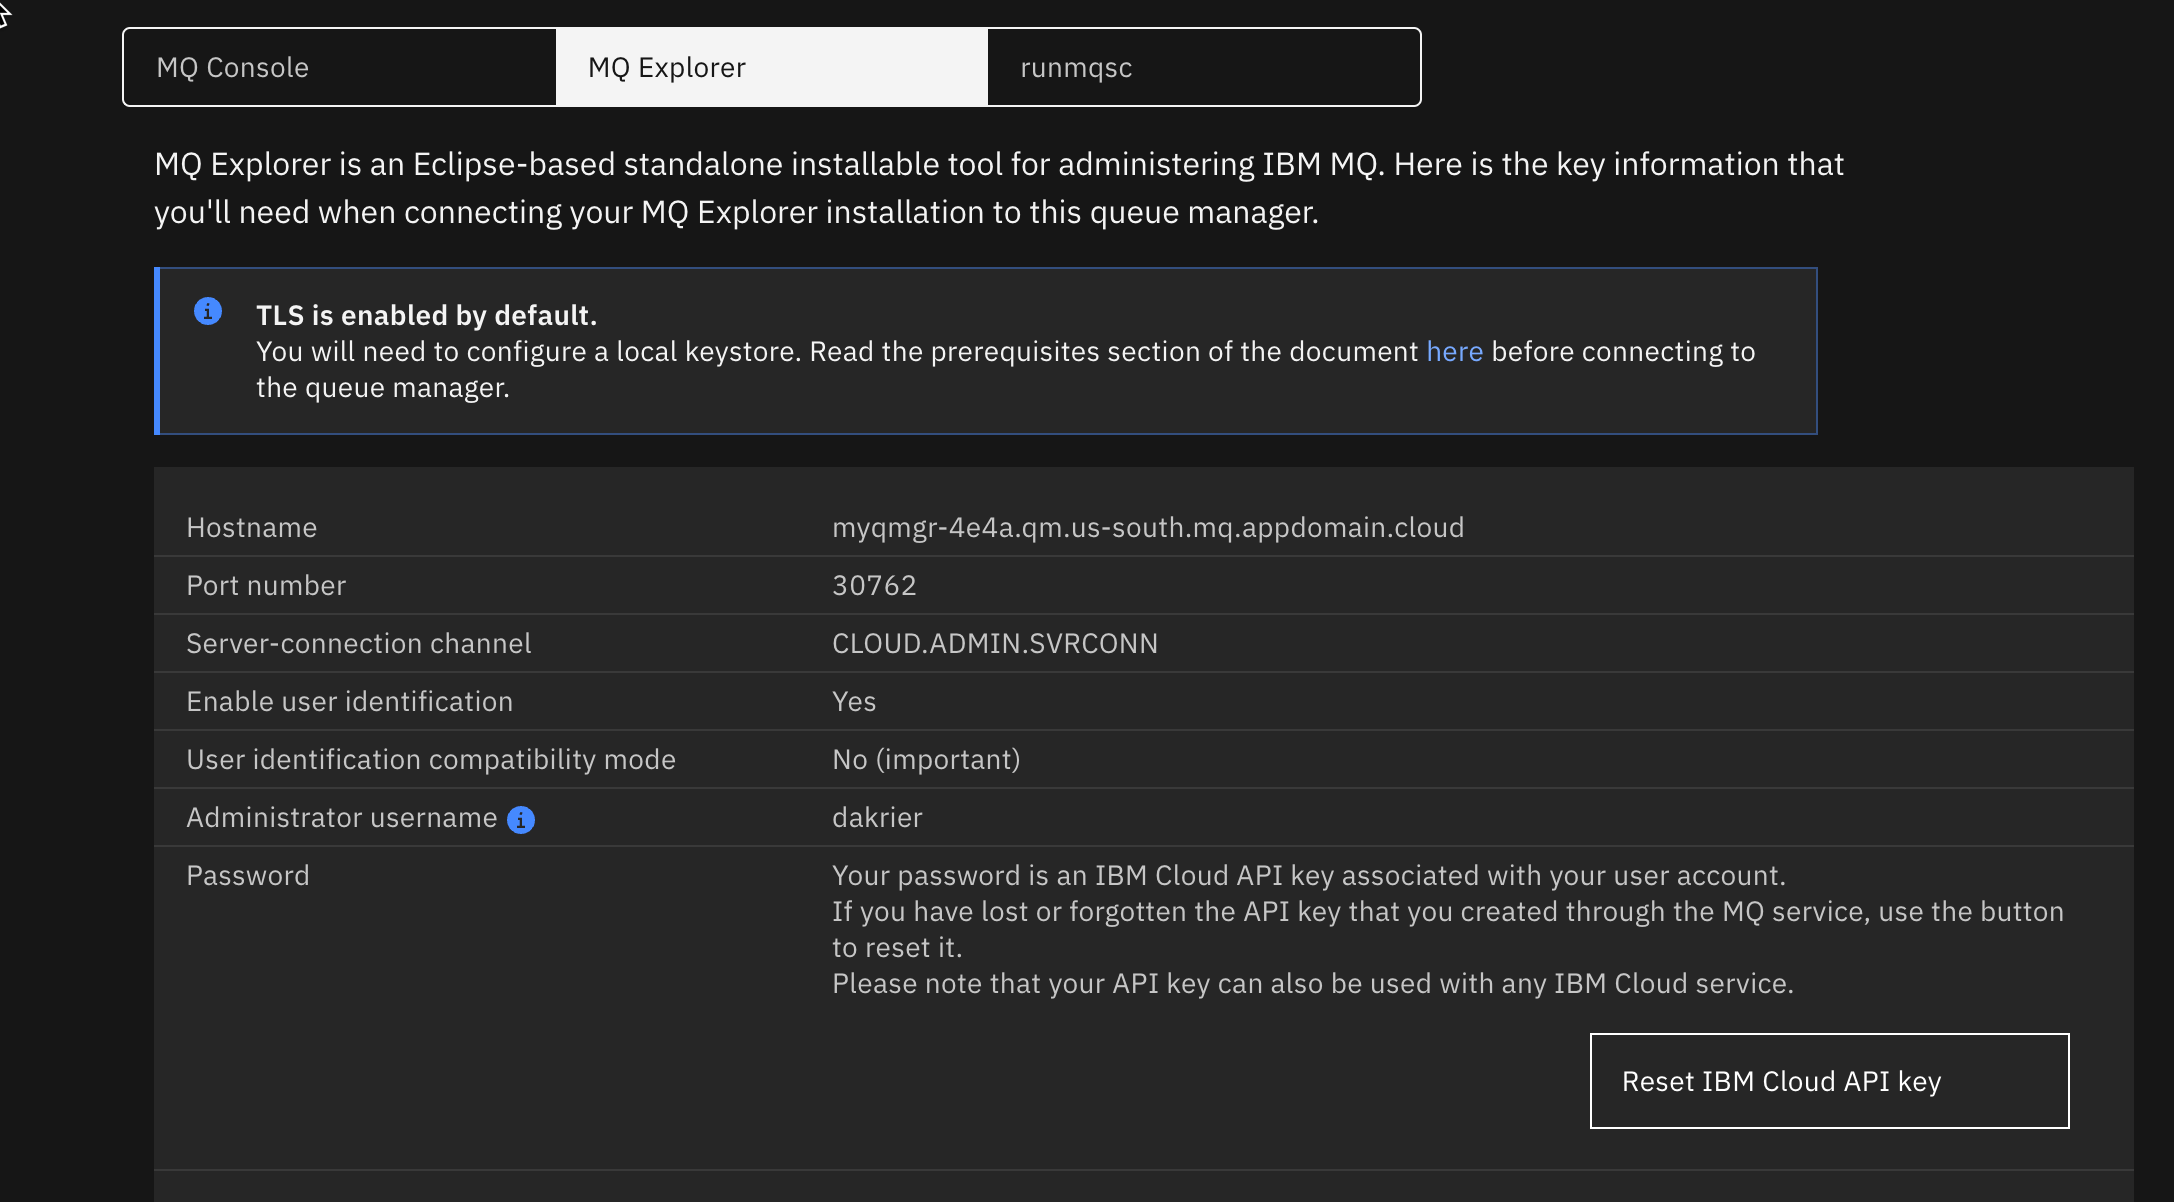 MQ Console
MQ Explorer
runmqsc
MQ Explorer is an Eclipse-based standalone installable tool for administering IBM MQ. Here is the key information that
you'll need when connecting your MQ Explorer installation to this queue manager.
TLS is enabled by default.
You will need to configure a local keystore. Read the prerequisites section of the document here before connecting to
the queue manager.
Hostname
myqmgr-4e4a.qm.us-south.mq.appdomain.cloud
Port number
30762
Server-connection channel
CLOUD.ADMIN.SVRCONN
Enable user identification
Yes
User identification compatibility mode
No (important)
Administrator username
dakrier
Password
Your password is an IBM Cloud API key associated with your user account.
If you have lost or forgotten the API key that you created through the MQ service, use the button
to reset it.
Please note that your API key can also be used with any IBM Cloud service.
Reset IBM Cloud API key